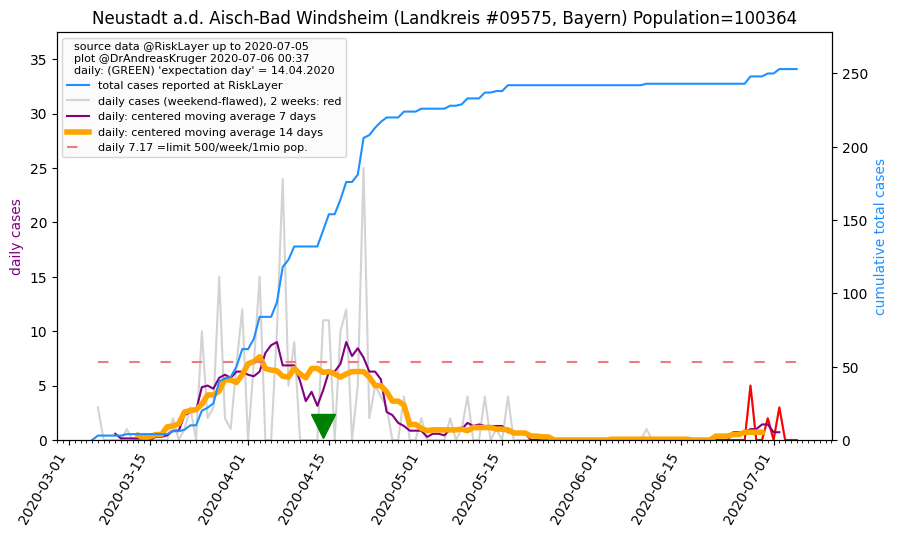 Neustadt a.d. Aisch-Bad Windsheim (Landkreis #09575, Bayern) Population=100364
source data @RiskLayer up to 2020-07-05
plot @DrAndreasKruger 2020-07-06 00:37
daily: (GREEN) 'expectation day' = 14.04.2020
total cases reported at RiskLayer
daily cases (weekend-flawed), 2 weeks: red
daily: centered moving average 7 days
daily: centered moving average 14 days
daily 7.17 =limit 500/week/1mio pop.
daily cases
35
30
25
20
15
10
5
0
cumulative total cases
250
200
150
100
50
0
2020-03-01
2020-03-15
2020-04-01
2020-04-15
2020-05-01
2020-05-15
2020-06-01
2020-06-15
2020-07-01